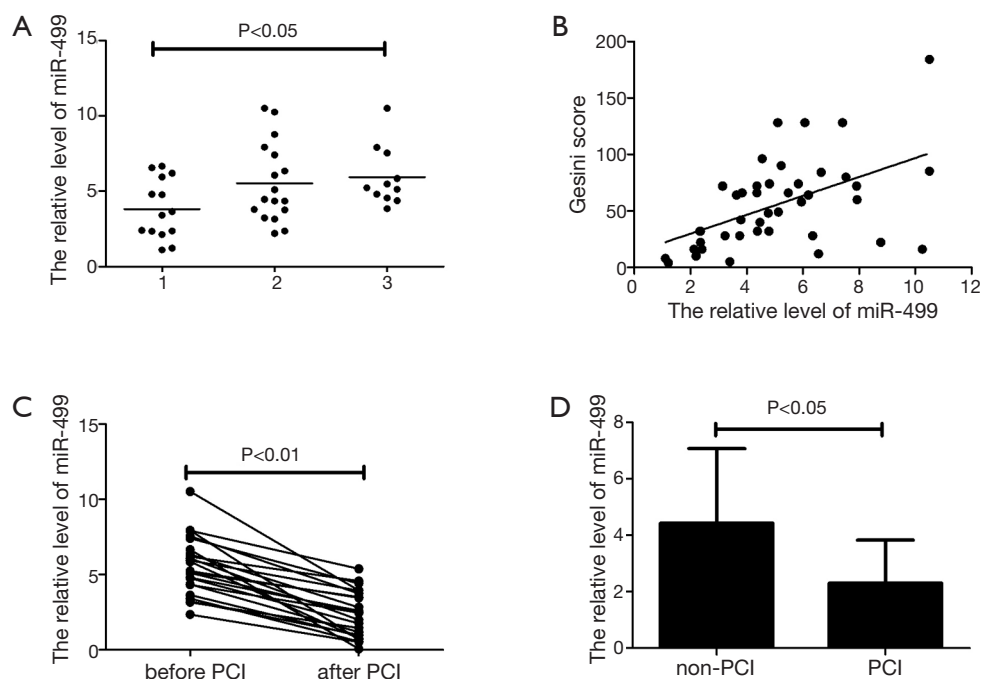 A
The relative level of miR-499
15
10
5
0
P<0.05
1 2 3
B
Gesini score
200
150
100
50
0
0 2 4 6 8 10 12
The relative level of miR-499
C
The relative level of miR-499
15
10
5
0
P<0.01
before PCI after PCI
D
The relative level of miR-499
8
6
4
2
0
P<0.05
non-PCI PCI